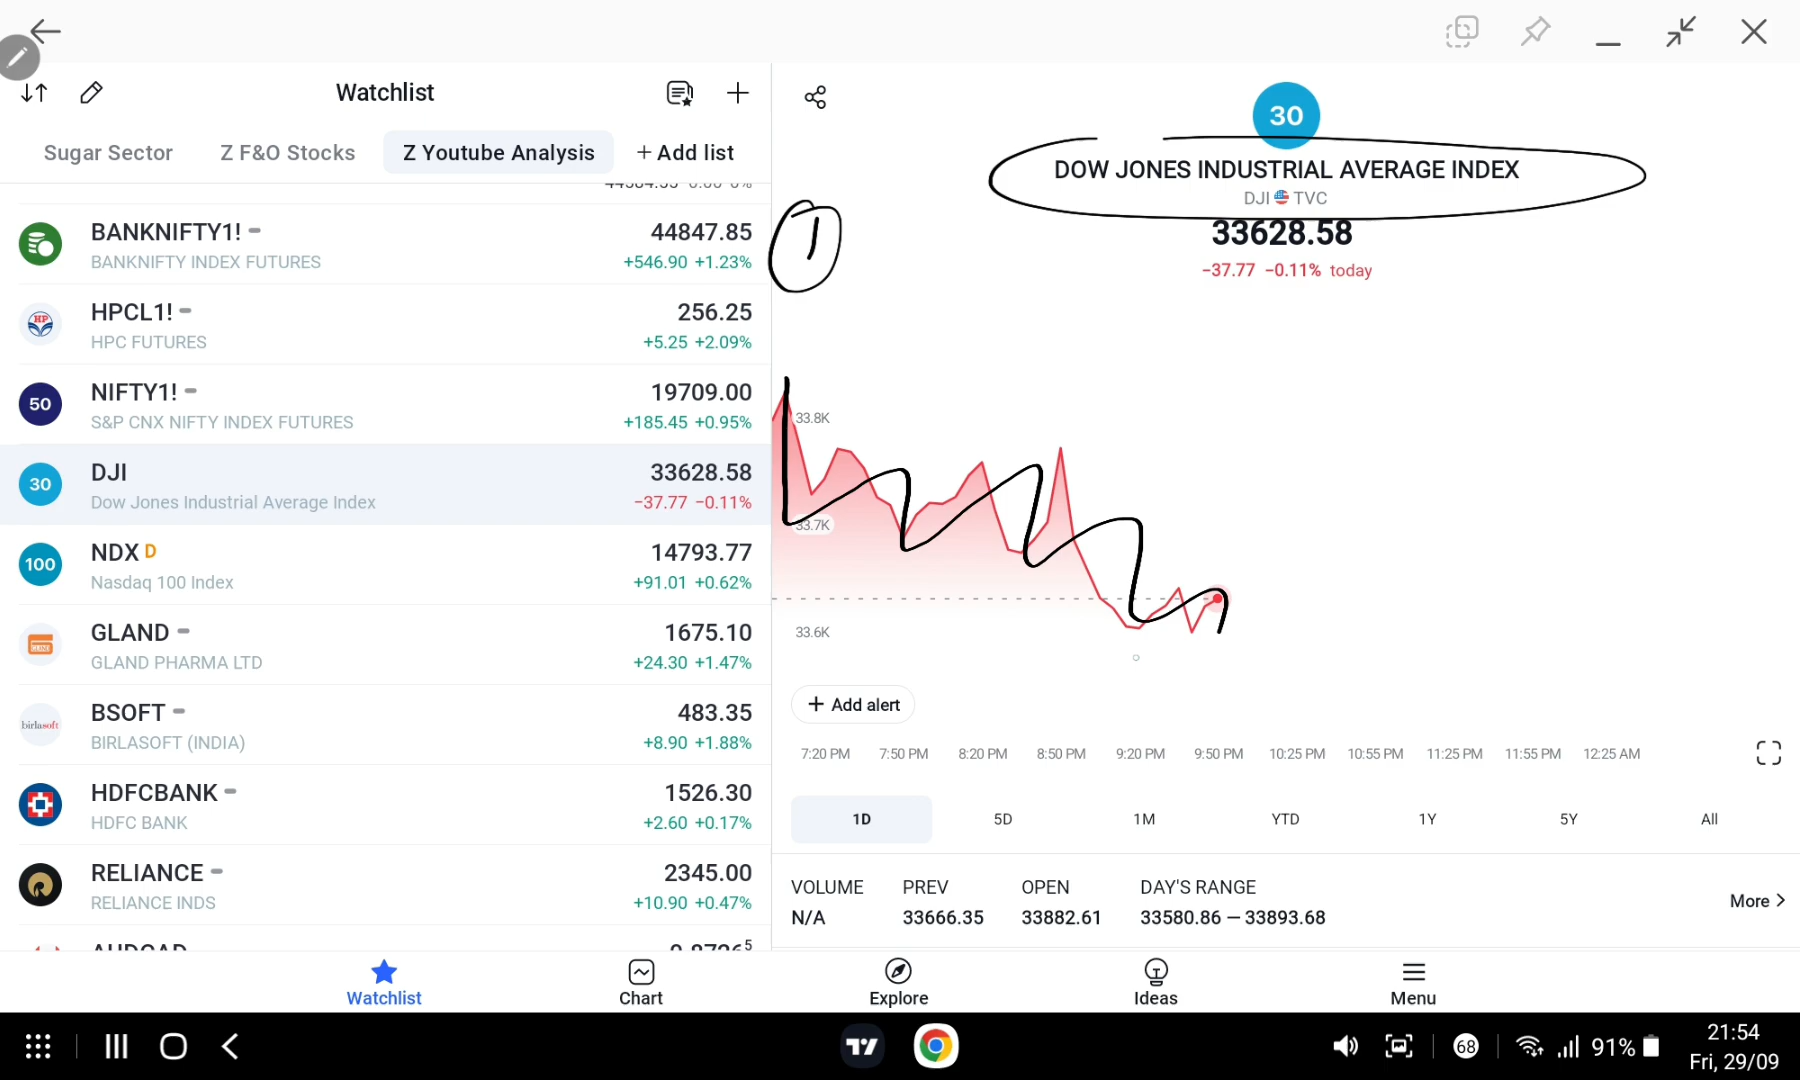 Watchlist
Sugar Sector Z F&O Stocks Z Youtube Analysis + Add list
BANKNIFTY1! 44847.85
BANKNIFTY INDEX FUTURES +546.90 +1.23%
HPCL1! 256.25
HPC FUTURES +5.25 +2.09%
NIFTY1! 19709.00
50
S&P CNX NIFTY INDEX FUTURES +185.45 +0.95%
DJI 33628.58
30
Dow Jones Industrial Average Index −37.77 −0.11%
NDX D 14793.77
100
Nasdaq 100 Index +91.01 +0.62%
GLAND 1675.10
GLAND PHARMA LTD +24.30 +1.47%
BSOFT 483.35
birlasoft
BIRLASOFT (INDIA) +8.90 +1.88%
HDFCBANK 1526.30
HDFC BANK +2.60 +0.17%
RELIANCE 2345.00
RELIANCE INDS +10.90 +0.47%
30
DOW JONES INDUSTRIAL AVERAGE INDEX
DJI TVC
33628.58
−37.77 −0.11% today
1
33.8K
33.7K
33.6K
+ Add alert
7:20 PM 7:50 PM 8:20 PM 8:50 PM 9:20 PM 9:50 PM 10:25 PM 10:55 PM 11:25 PM 11:55 PM 12:25 AM
1D 5D 1M YTD 1Y 5Y All
VOLUME PREV OPEN DAY'S RANGE
N/A 33666.35 33882.61 33580.86 — 33893.68
More >
Watchlist Chart Explore Ideas Menu
68 91% 21:54
Fri, 29/09